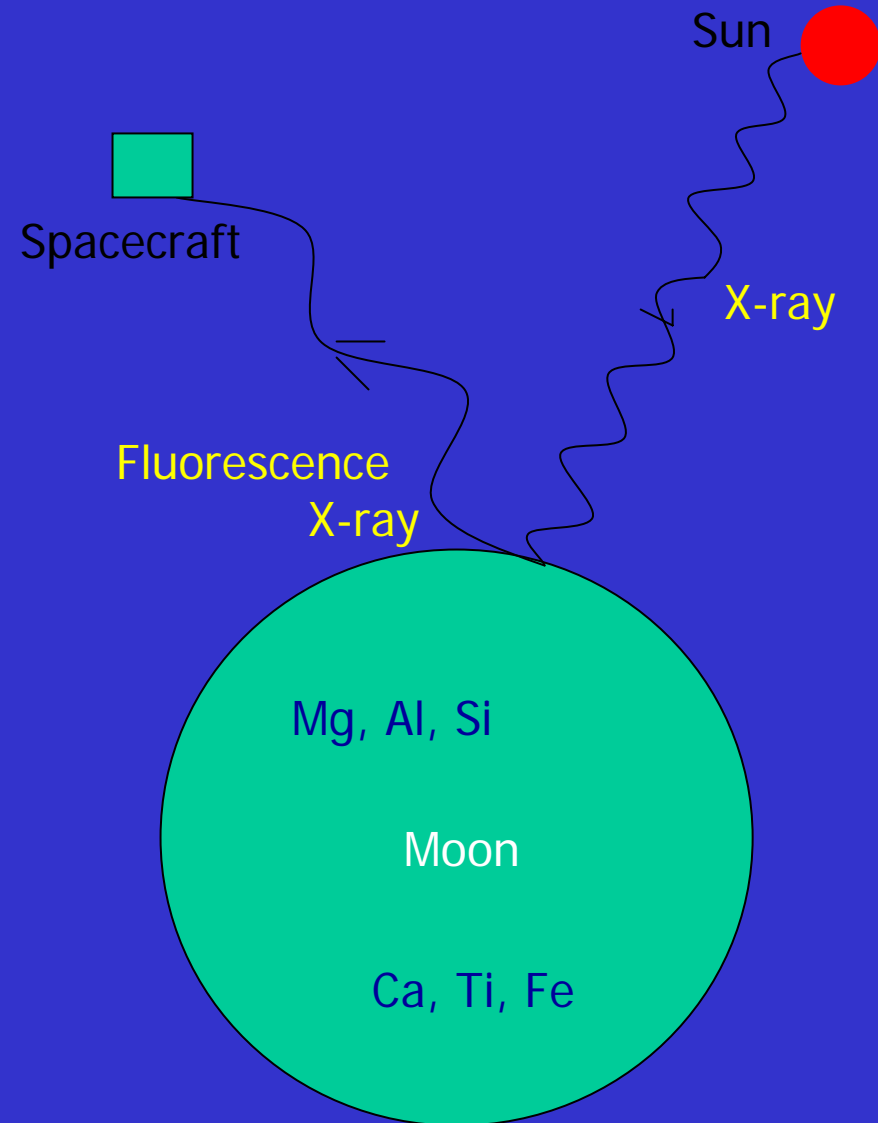 Sun
Spacecraft
X-ray
Fluorescence
X-ray
Mg, Al, Si
Moon
Ca, Ti, Fe